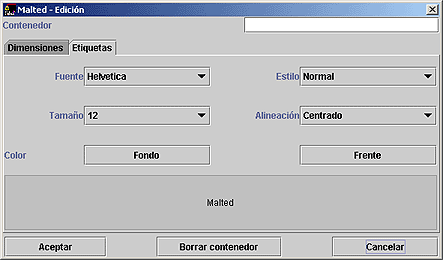 Malted - Edición
Contenedor
Dimensiones Etiquetas
Fuente Helvetica Estilo Normal
Tamaño 12 Alineación Centrado
Color Fondo Frente
Malted
Aceptar Borrar contenedor Cancelar